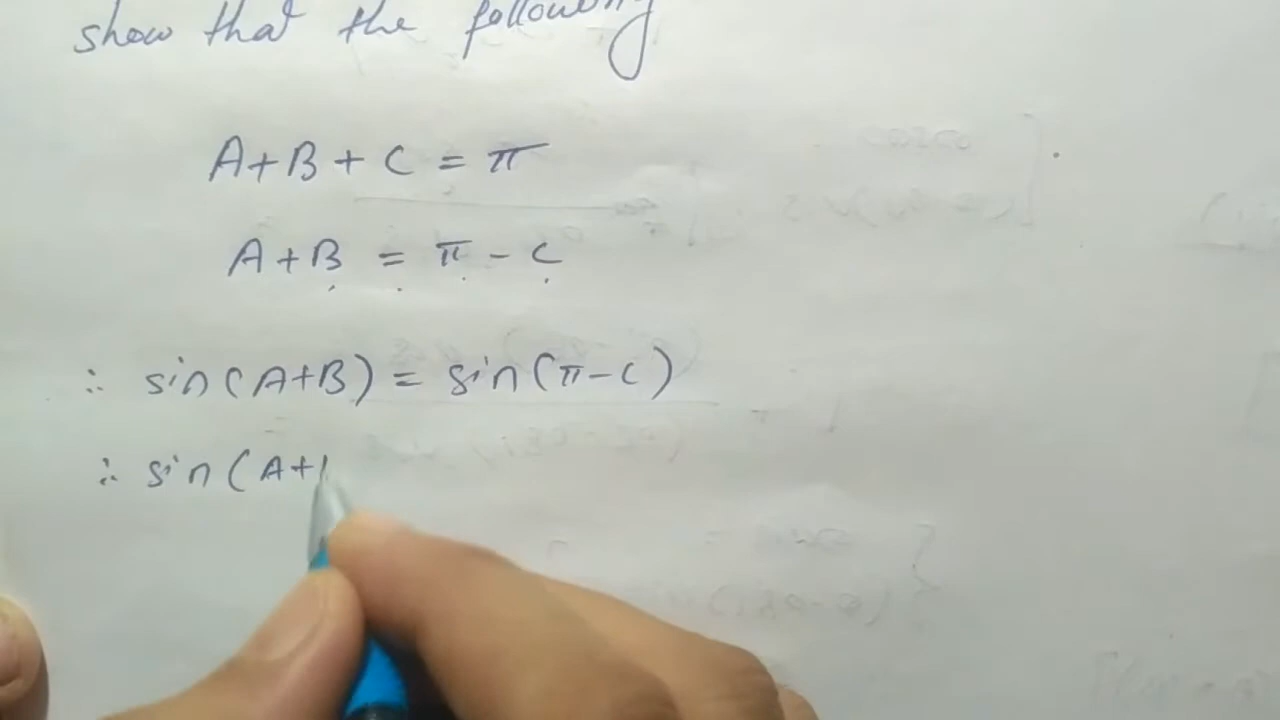 show that the following
A+B+C = π
A+B = π-C
∴ sin(A+B) = sin(π-C)
∴ sin(A+